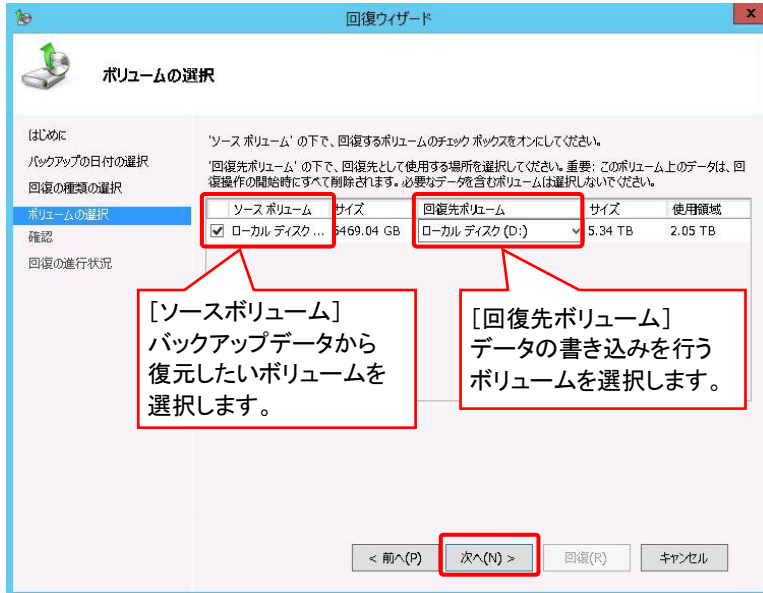 回復ウィザード
x
ボリュームの選択
はじめに
バックアップの日付の選択
回復の種類の選択
ボリュームの選択
確認
回復の進行状況
'ソース ボリューム' の下で、回復するボリュームのチェック ボックスをオンにしてください。
'回復先ボリューム' の下で、回復先として使用する場所を選択してください。重要: このボリューム上のデータは、回
復操作の開始時にすべて削除されます。必要なデータを含むボリュームは選択しないでください。
ソース ボリューム サイズ 回復先ボリューム サイズ 使用領域
ローカル ディスク ... 5469.04 GB ローカル ディスク (D:) 5.34 TB 2.05 TB
[ソースボリューム]
バックアップデータから
復元したいボリュームを
選択します。
[回復先ボリューム]
データの書き込みを行う
ボリュームを選択します。
< 前へ(P) 次へ(N) > 回復(R) キャンセル